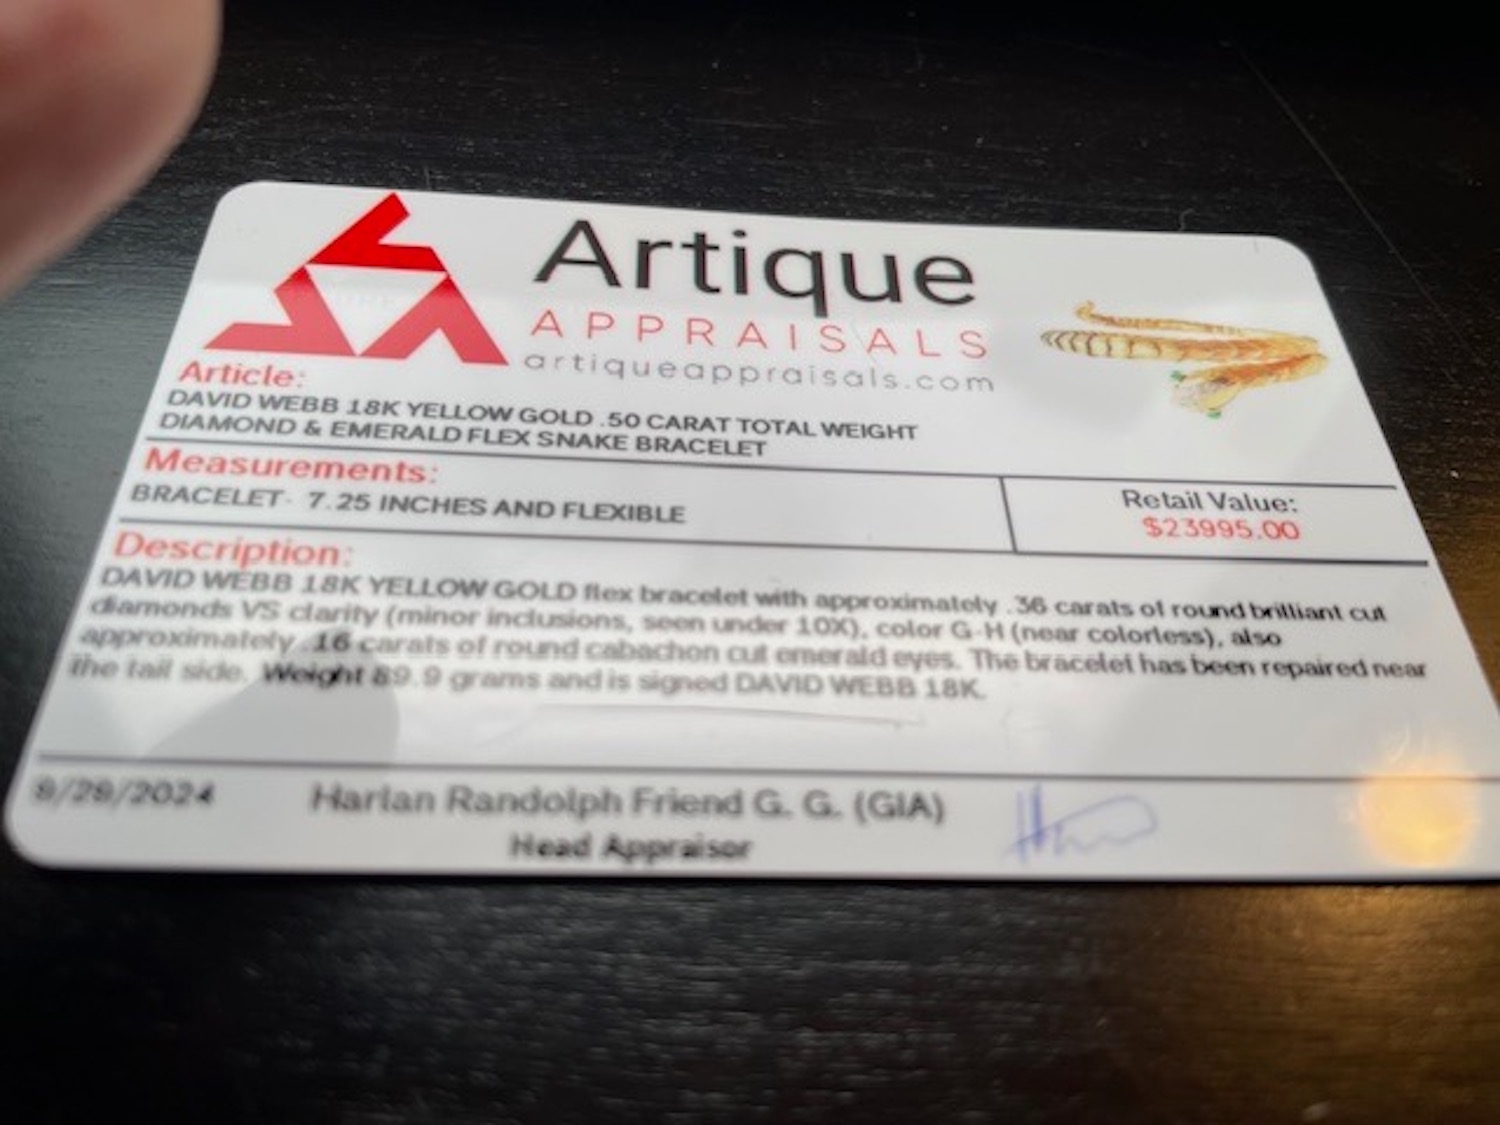 Artique
APPRAISALS
artiqueappraisals.com
Article:
DAVID WEBB 18K YELLOW GOLD .50 CARAT TOTAL WEIGHT
DIAMOND & EMERALD FLEX SNAKE BRACELET
Measurements:
BRACELET- 7.25 INCHES AND FLEXIBLE
Retail Value:
$23995.00
Description:
DAVID WEBB 18K YELLOW GOLD flex bracelet with approximately .36 carats of round brilliant cut
diamonds VS clarity (minor inclusions, seen under 10X), color G-H (near colorless), also
approximately .16 carats of round cabachon cut emerald eyes. The bracelet has been repaired near
the tail side. Weight 89.9 grams and is signed DAVID WEBB 18K.
Harlan Randolph Friend G. G. (GIA)
Head Appraisor